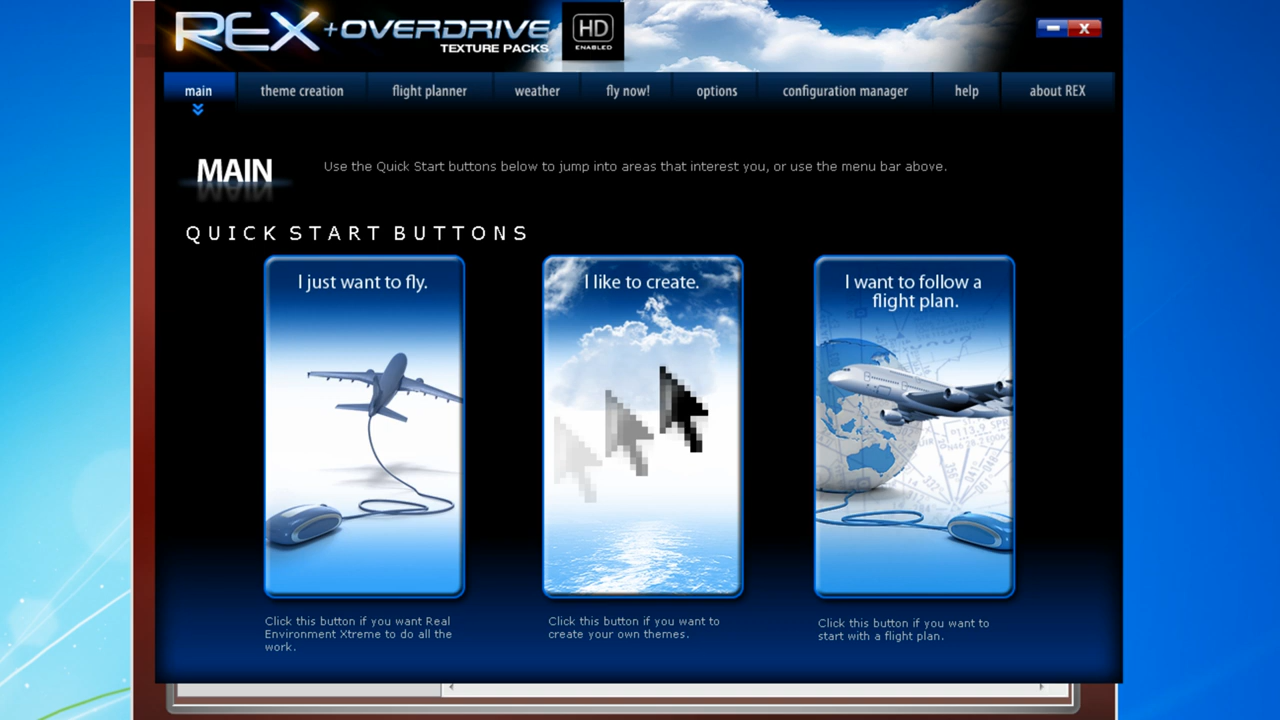 REX +OVERDRIVE
TEXTURE PACKS
HD
ENABLED
X
main theme creation flight planner weather fly now! options configuration manager help about REX
MAIN
Use the Quick Start buttons below to jump into areas that interest you, or use the menu bar above.
QUICK START BUTTONS
I just want to fly.
I like to create.
I want to follow a
flight plan.
Click this button if you want Real
Environment Xtreme to do all the
work.
Click this button if you want to
create your own themes.
Click this button if you want to
start with a flight plan.